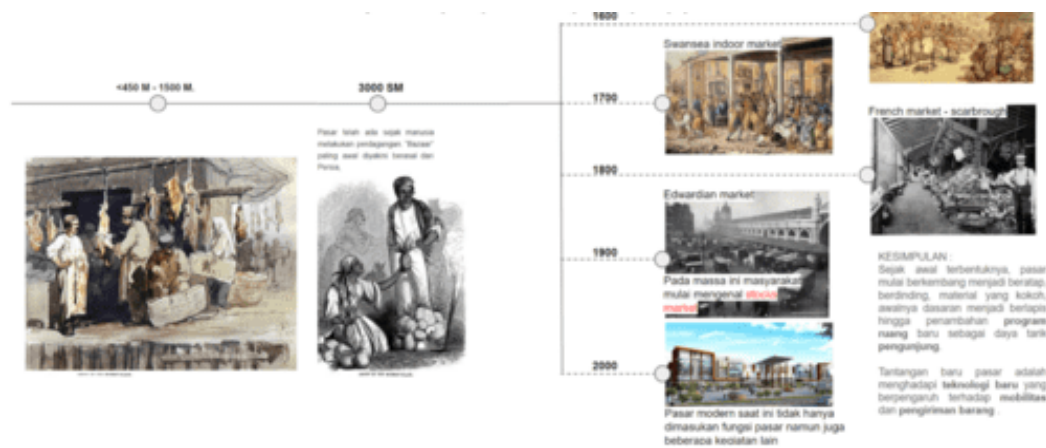 <450 M - 1500 M.
3000 SM
Pasar telah ada sejak manusia
melakukan perdagangan. "Bazaar"
paling awal diyakini berasal dari
Persia.
1600
1700
1800
1900
2000
Swansea indoor market
Edwardian market
Pada massa ini masyarakat
mulai mengenal stocks
market
Pasar modern saat ini tidak hanya
dimasukan fungsi pasar namun juga
beberapa kegiatan lain
French market - scarbrough
KESIMPULAN :
Sejak awal terbentuknya, pasar
mulai berkembang menjadi beratap,
berdinding, material yang kokoh,
awalnya dasaran menjadi berlapis
hingga penambahan program
ruang baru sebagai daya tarik
pengunjung.
Tantangan baru pasar adalah
menghadapi teknologi baru yang
berpengaruh terhadap mobilitas
dan pengiriman barang .